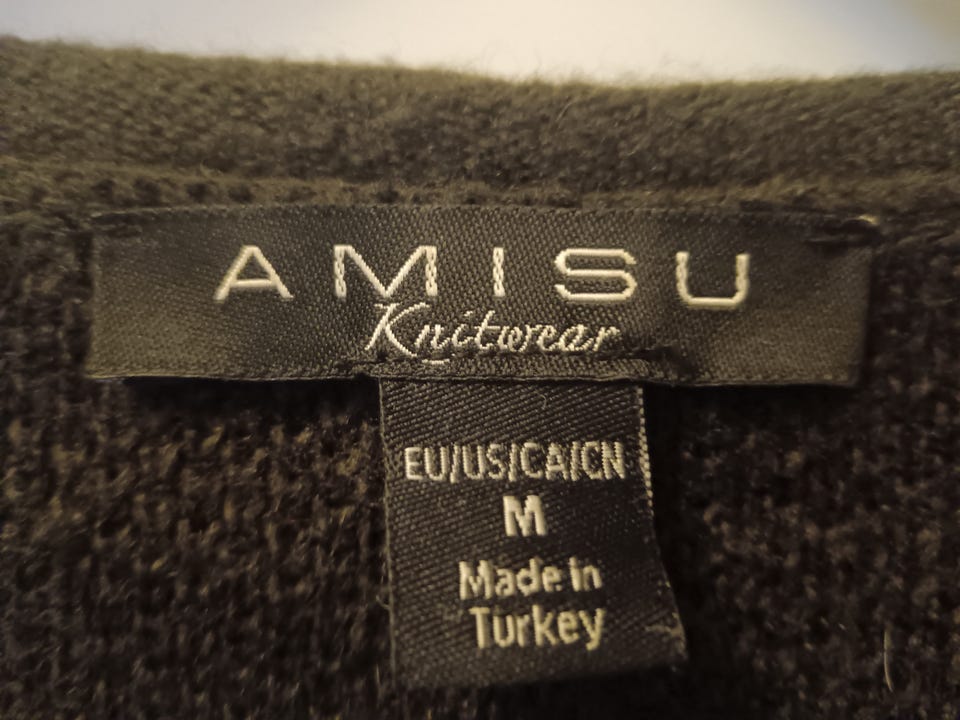 AMISU
Knitwear
EU/US/CA/CN
M
Made in
Turkey